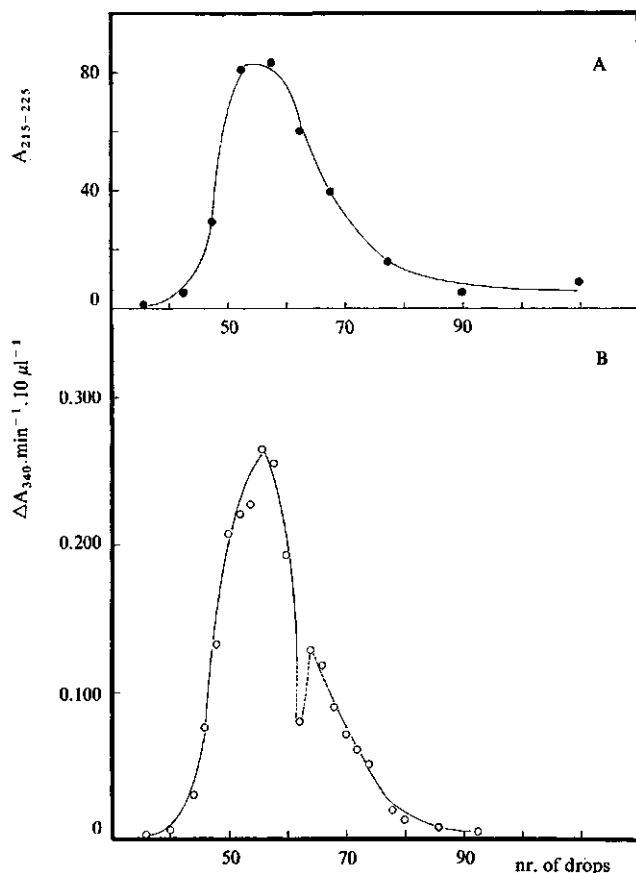 A
80
40
0
A₂₁₅₋₂₂₅
50 70 90
B
0.300
0.200
0.100
0
ΔA₃₄₀.min⁻¹.10 μl⁻¹
50 70 90
nr. of drops